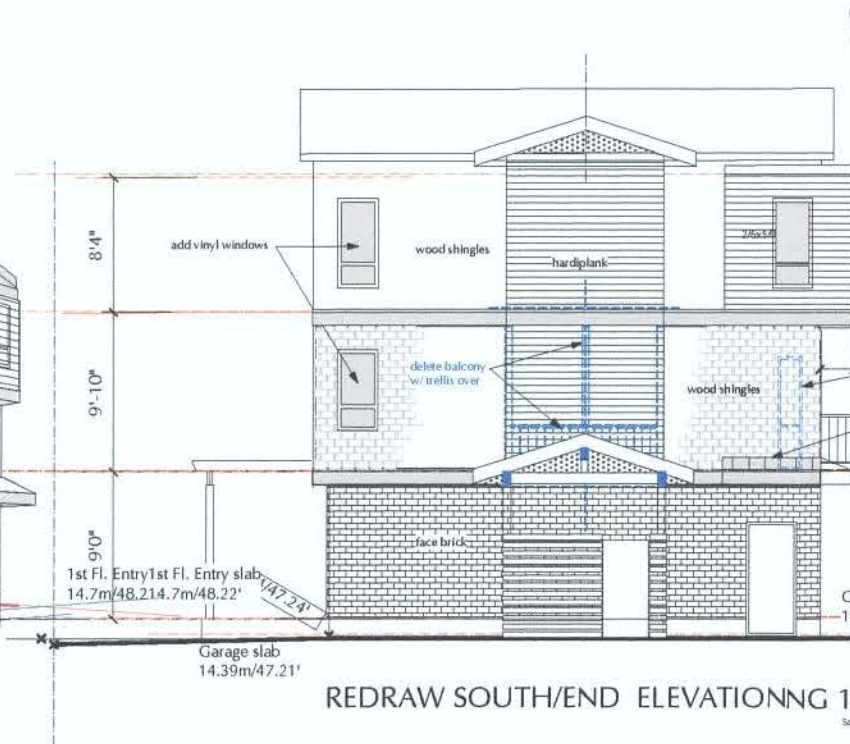 8'4"
add vinyl windows
wood shingles
hardiplank
9'-10"
delete balcony
w/ trellis over
wood shingles
9'0"
face brick
1st Fl. Entry1st Fl. Entry slab
14.7m/48.214.7m/48.22'
/47.24'
Garage slab
14.39m/47.21'
REDRAW SOUTH/END ELEVATIONNG 1